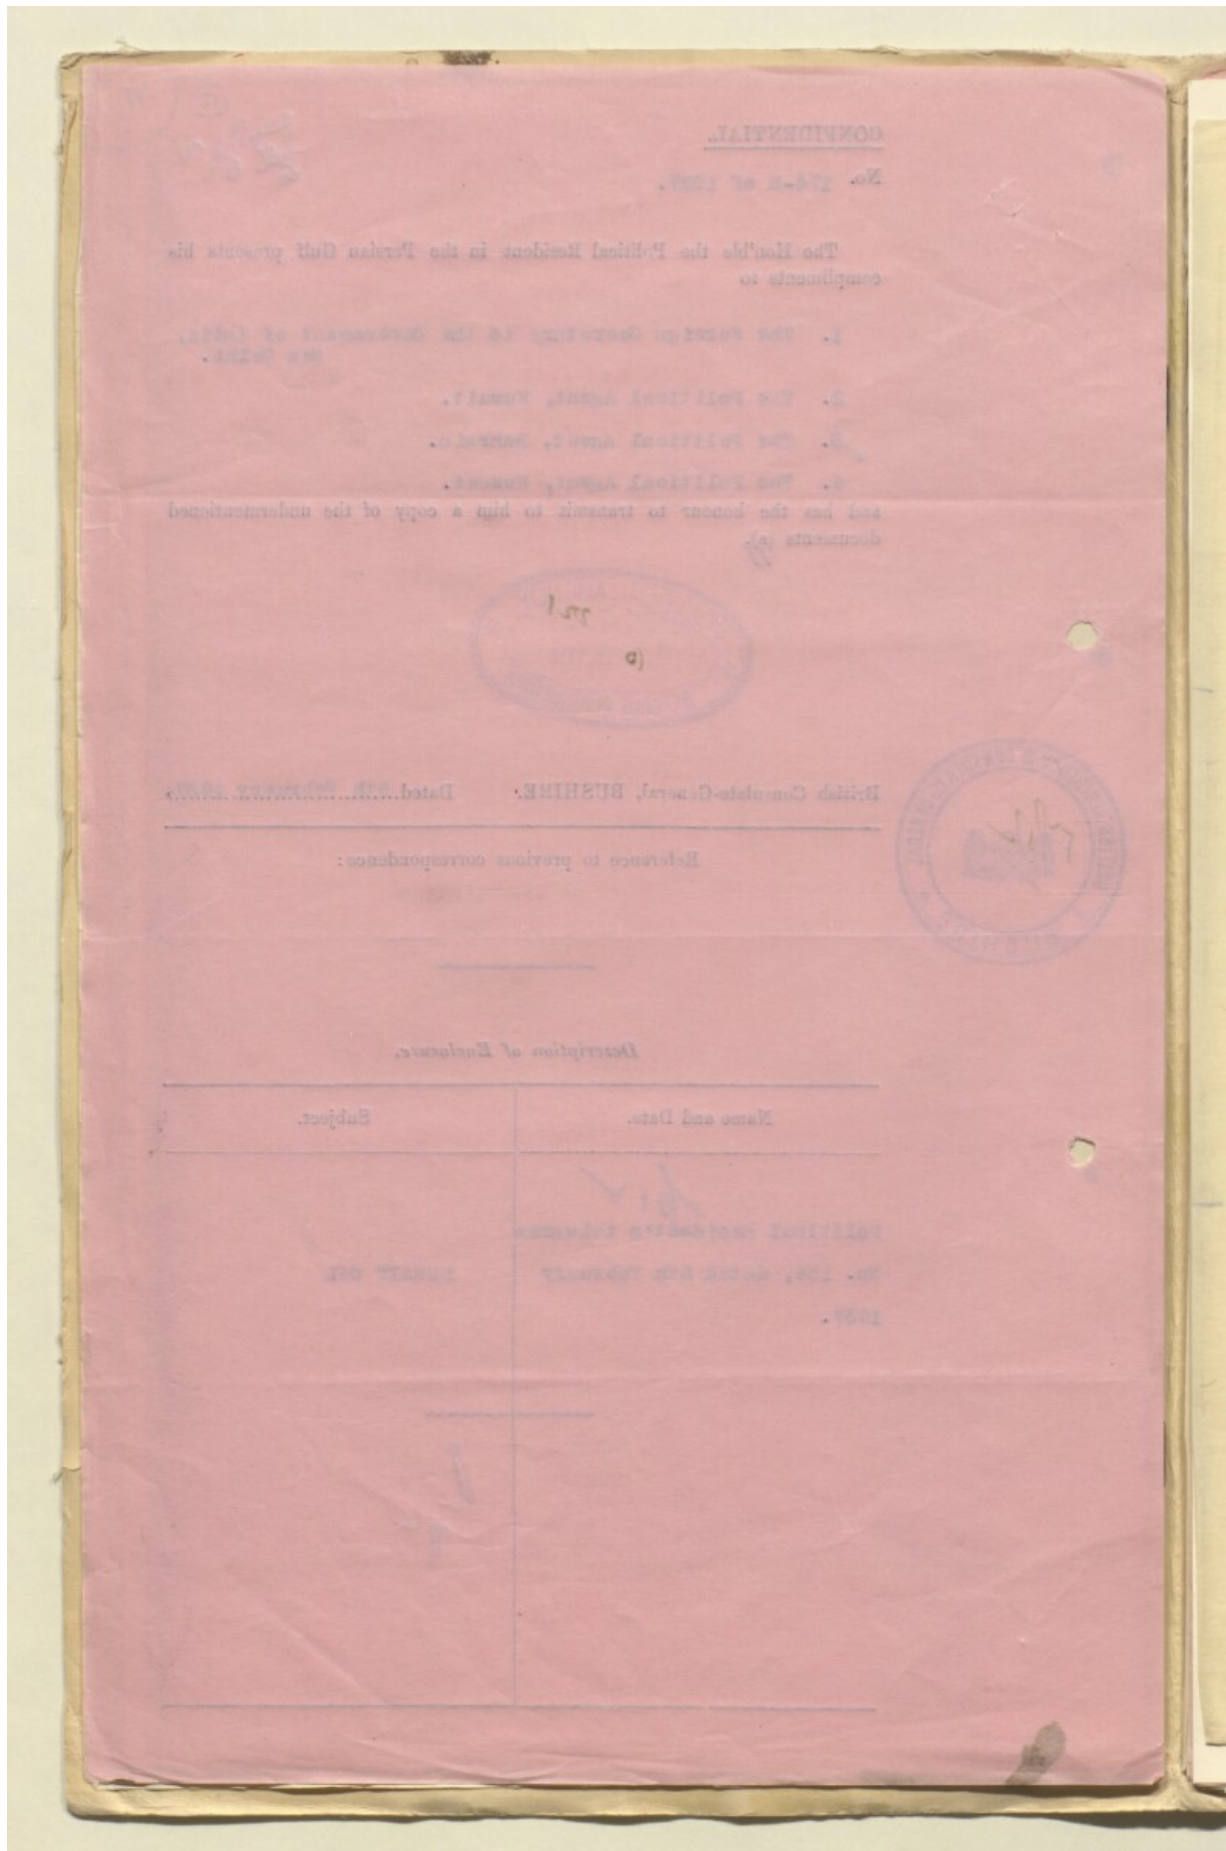 CONFIDENTIAL.
No. 174-S of 1937.
The Hon'ble the Political Resident in the Persian Gulf presents his
compliments to
1. The Foreign Secretary to the Government of India,
New Delhi.
2. The Political Agent, Kuwait.
3. The Political Agent, Bahrain.
4. The Political Agent, Muscat.
and has the honour to transmit to him a copy of the undermentioned
documents (s).
British Consulate-General, BUSHIRE.
Dated 8th February 1937.
Reference to previous correspondence:
Description of Enclosure.
Name and Date.
Subject.
Political Resident's telegram
dated 8th February
1937.
KUWAIT OIL